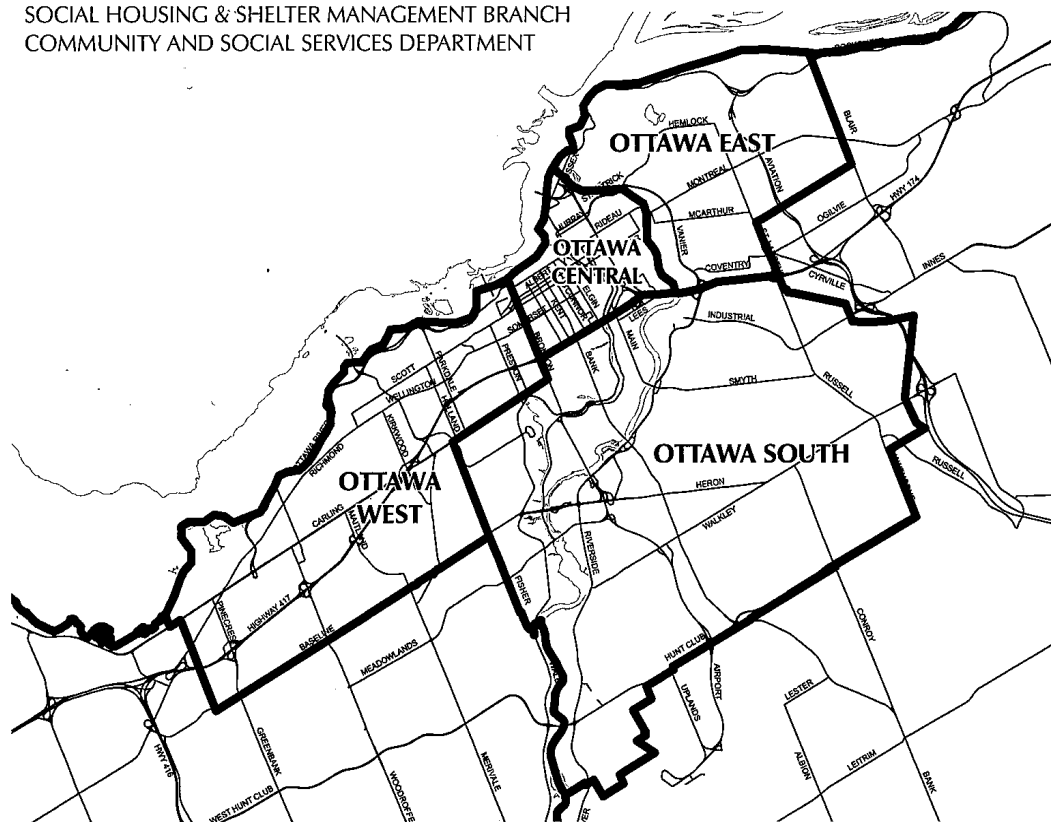 SOCIAL HOUSING & SHELTER MANAGEMENT BRANCH
COMMUNITY AND SOCIAL SERVICES DEPARTMENT
BLAIR
HEMLOCK
OTTAWA EAST
MONTREAL
AVIATION
HWY 174
OGILVIE
MURRAY
RIDEAU
MCARTHUR
VANIER
OTTAWA
CENTRAL
COVENTRY
CYRVILLE
INNES
ALBERT
ELGIN
O'CONNOR
KENT
LEES
SOMERSET
INDUSTRIAL
MAIN
BRONSON
BANK
PRESTON
SCOTT
WELLINGTON
PARKDALE
HOLLAND
SMYTH
RUSSELL
KIRKWOOD
RICHMOND
OTTAWA SOUTH
RUSSELL
OTTAWA
WEST
CARLING
MAITLAND
HERON
WALKLEY
RIVERSIDE
FISHER
PINECREST
HIGHWAY 417
BASELINE
MEADOWLANDS
HUNT CLUB
CONROY
AIRPORT
UPLANDS
LESTER
GREENBANK
HWY 416
WOODROFFE
MERIVALE
WEST HUNT CLUB
ALBION
LEITRIM
BANK